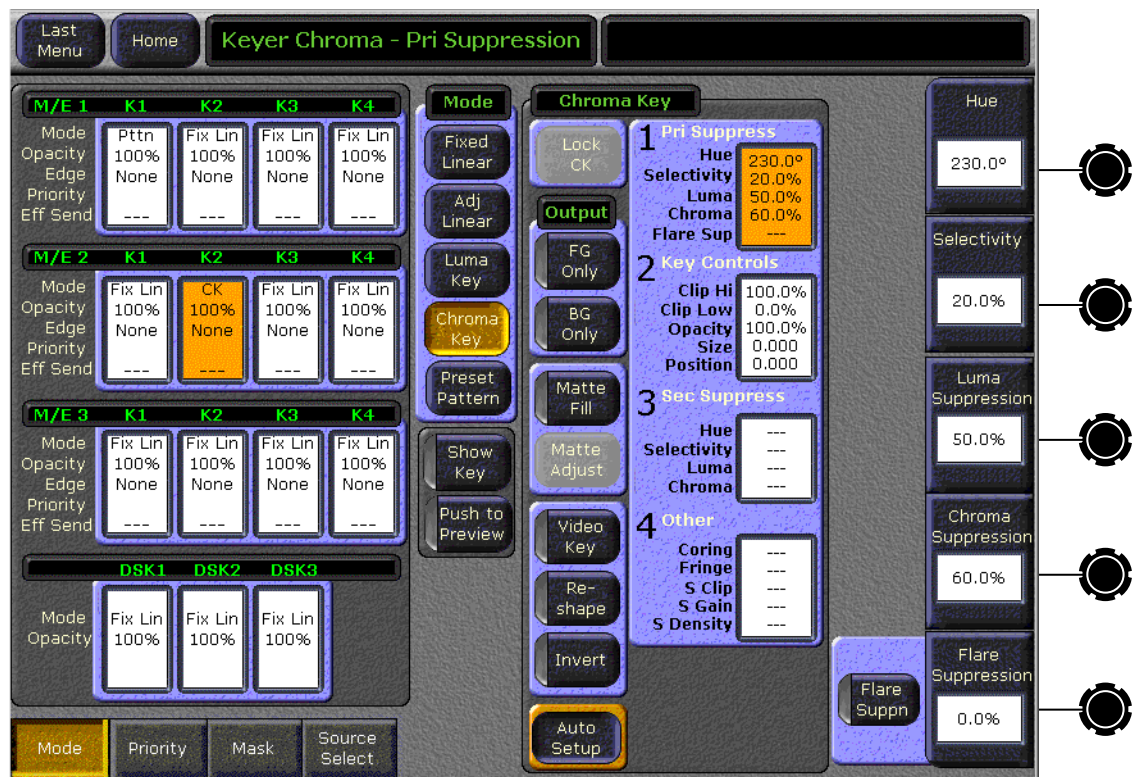 Last Menu
Home
Keyer Chroma - Pri Suppression
M/E 1 K1 K2 K3 K4
Mode Pttn Fix Lin Fix Lin Fix Lin
Opacity 100% 100% 100% 100%
Edge None None None None
Priority
Eff Send --- --- --- ---
M/E 2 K1 K2 K3 K4
Mode Fix Lin CK Fix Lin Fix Lin
Opacity 100% 100% 100% 100%
Edge None None None None
Priority
Eff Send --- --- --- ---
M/E 3 K1 K2 K3 K4
Mode Fix Lin Fix Lin Fix Lin Fix Lin
Opacity 100% 100% 100% 100%
Edge None None None None
Priority
Eff Send --- --- --- ---
DSK1 DSK2 DSK3
Mode Fix Lin Fix Lin Fix Lin
Opacity 100% 100% 100%
Mode
Priority
Mask
Source
Select
Mode
Fixed
Linear
Adj
Linear
Luma
Key
Chroma
Key
Preset
Pattern
Show
Key
Push to
Preview
Chroma Key
Lock
CK
Output
FG
Only
BG
Only
Matte
Fill
Matte
Adjust
Video
Key
Re-
shape
Invert
Auto
Setup
1 Pri Suppress
Hue 230.0°
Selectivity 20.0%
Luma 50.0%
Chroma 60.0%
Flare Sup ---
2 Key Controls
Clip Hi 100.0%
Clip Low 0.0%
Opacity 100.0%
Size 0.000
Position 0.000
3 Sec Suppress
Hue ---
Selectivity ---
Luma ---
Chroma ---
4 Other
Coring ---
Fringe ---
S Clip ---
S Gain ---
S Density ---
Flare
Suppn
Hue
230.0°
Selectivity
20.0%
Luma
Suppression
50.0%
Chroma
Suppression
60.0%
Flare
Suppression
0.0%